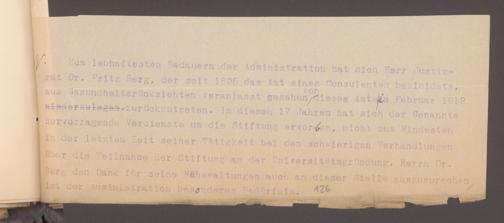 Zum lebhaftesten Bedauern der Administration hat sich Herr Justiz-
rat Dr. Fritz Berg, der seit 1895 das Amt eines Consulenten bekleidete,
aus Gesundheitsrücksichten veranlasst gesehen, von dieses Amt Februar 1912
niederzulegen. zurückzutreten. In diesen 17 Jahren hat sich der Genannte
hervorragende Verdienste um die Stiftung erworben, nicht zum Mindesten
in der letzten Zeit seiner Tätigkeit bei den schwierigen Verhandlungen
über die Teilnahme der Stiftung an der Universitätsgründung. Herrn Dr.
Berg den Dank für seine Mühewaltungen auch an dieser Stelle auszusprechen
ist der Administration besonderes Bedürfnis. 126